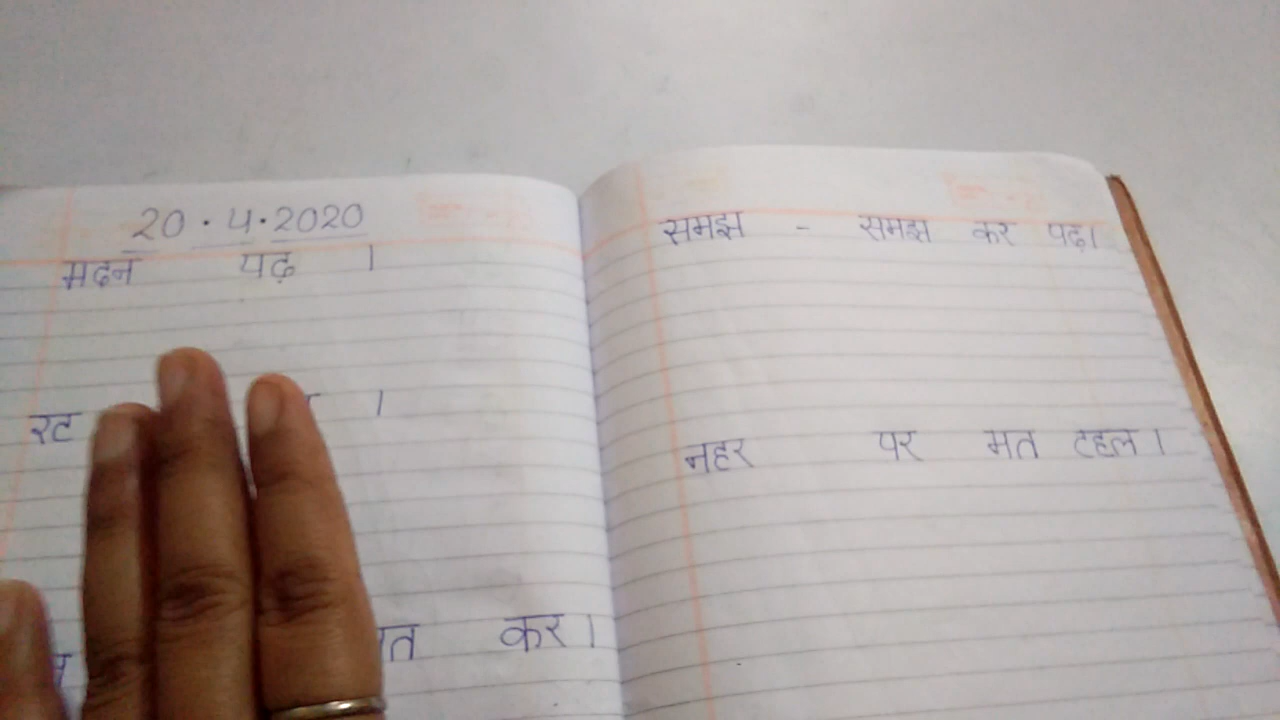 20.4.2020
मदन पढ़ ।
रट ।
कर।
समझ - समझ कर पढ़।
नहर पर मत टहल।